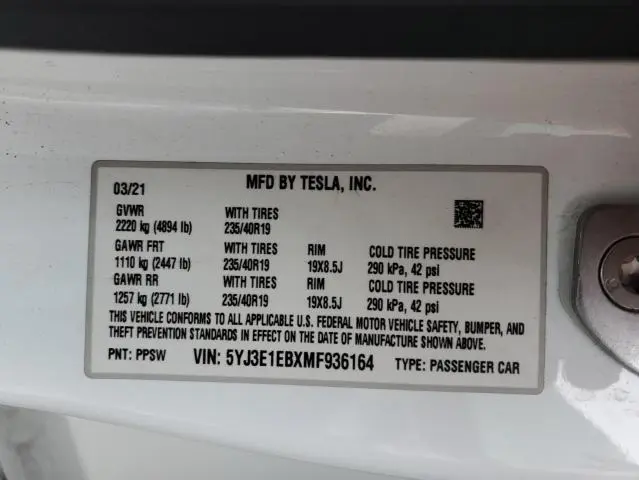 03/21 MFD BY TESLA, INC.
GVWR WITH TIRES
2220 kg (4894 lb) 235/40R19
GAWR FRT WITH TIRES RIM COLD TIRE PRESSURE
1110 kg (2447 lb) 235/40R19 19X8.5J 290 kPa, 42 psi
GAWR RR WITH TIRES RIM COLD TIRE PRESSURE
1257 kg (2771 lb) 235/40R19 19X8.5J 290 kPa, 42 psi
THIS VEHICLE CONFORMS TO ALL APPLICABLE U.S. FEDERAL MOTOR VEHICLE SAFETY, BUMPER, AND
THEFT PREVENTION STANDARDS IN EFFECT ON THE DATE OF MANUFACTURE SHOWN ABOVE.
PNT: PPSW VIN: 5YJ3E1EBXMF936164 TYPE: PASSENGER CAR